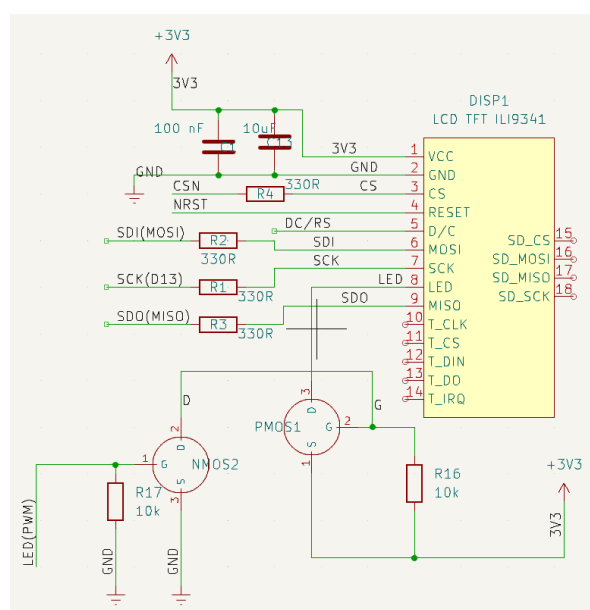 +3V3
3V3
DISP1
LCD TFT ILI9341
100 nF
10uF
C1
C13
3V3
1 VCC
GND
GND
2 GND
CSN
R4
330R
CS
3 CS
NRST
4 RESET
DC/RS
5 D/C
SDI(MOSI)
R2
330R
SDI
6 MOSI
SCK
7 SCK
SCK(D13)
R1
330R
LED
8 LED
SDO
9 MISO
SDO(MISO)
R3
330R
10 T_CLK
11 T_CS
12 T_DIN
13 T_DO
14 T_IRQ
SD_CS 15
SD_MOSI 16
SD_MISO 17
SD_SCK 18
D
2
D
1
G
NMOS2
S
3
PMOS1
3
D
G
2
S
1
G
LED(PWM)
R17
10k
GND
GND
R16
10k
+3V3
3V3